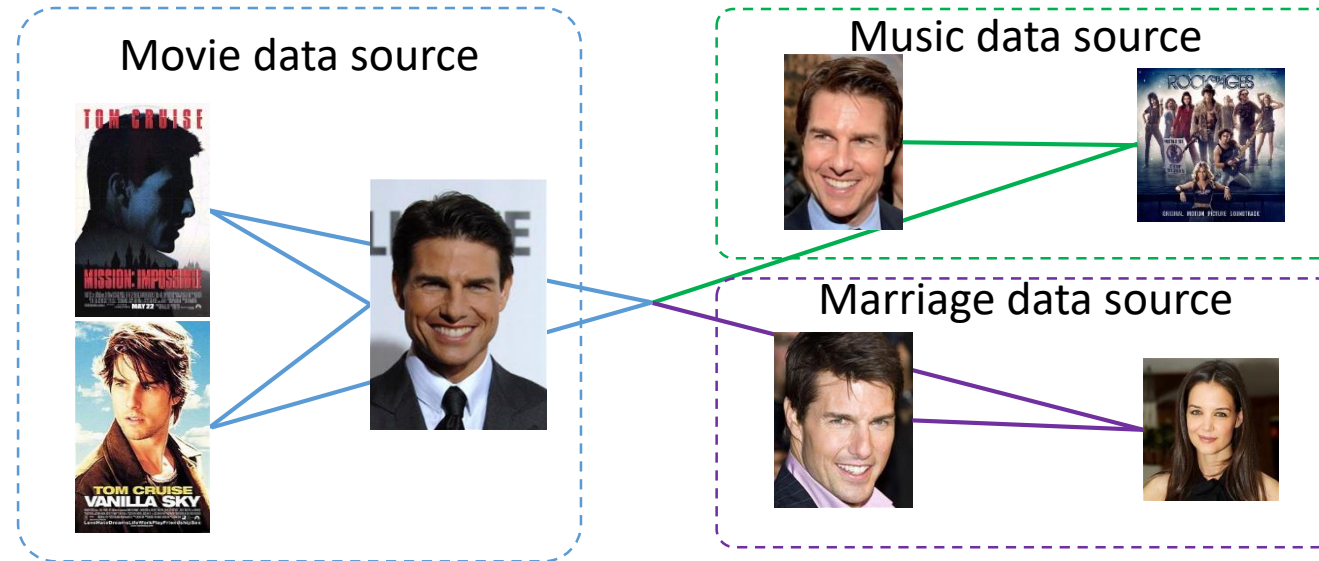 Movie data source
TOM CRUISE
MISSION: IMPOSSIBLE
MAY 22
TOM CRUISE
VANILLA SKY
LoveHateDreamsLifeWorkPlayFriendshipSex
Music data source
ROCK OF AGES
ORIGINAL MOTION PICTURE SOUNDTRACK
Marriage data source